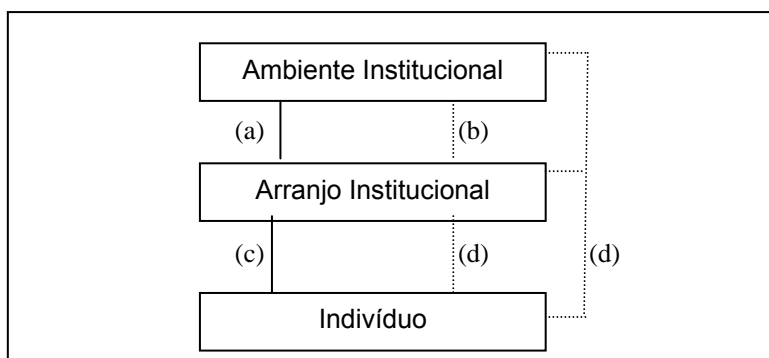 Ambiente Institucional
(a) (b)
Arranjo Institucional
(c) (d) (d)
Indivíduo